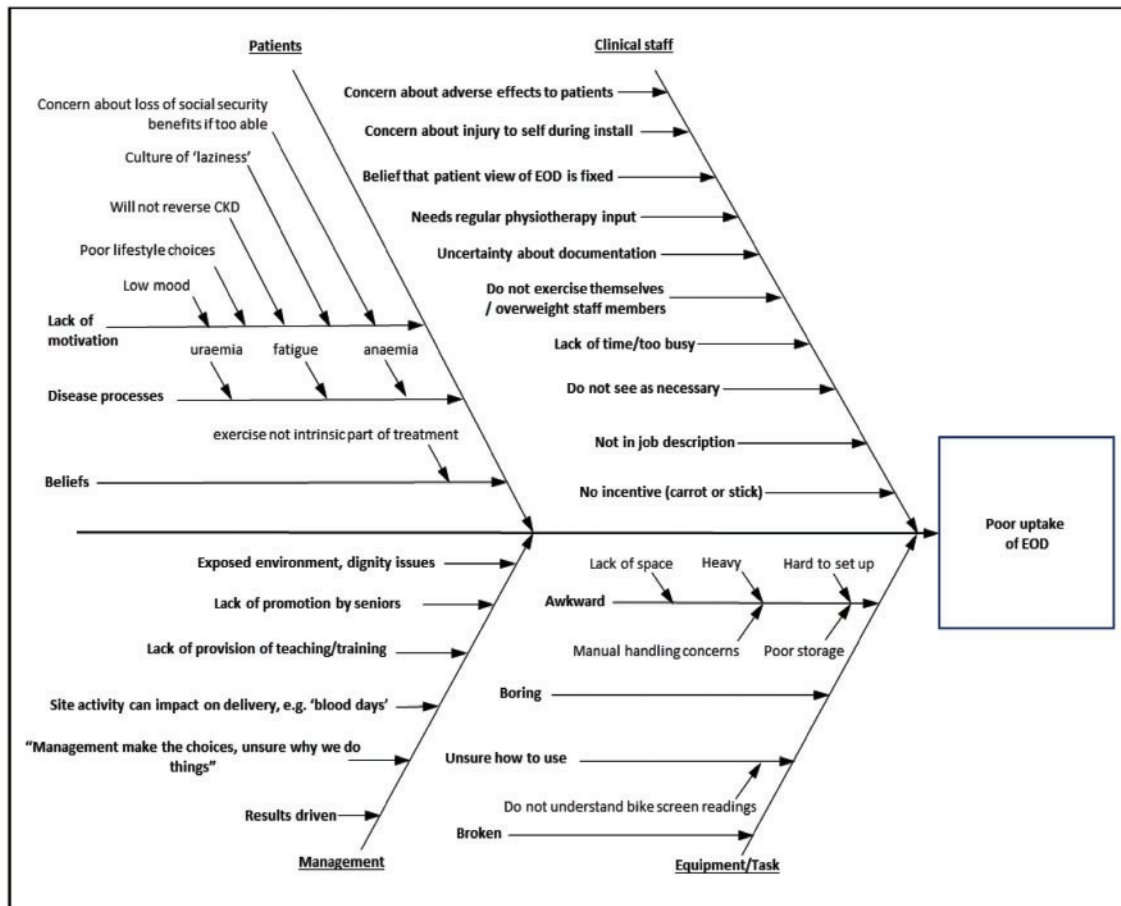 Patients
Clinical staff
Concern about loss of social security
benefits if too able
Culture of ‘laziness’
Will not reverse CKD
Poor lifestyle choices
Low mood
Lack of
motivation
uraemia
fatigue
anaemia
Disease processes
exercise not intrinsic part of treatment
Beliefs
Concern about adverse effects to patients
Concern about injury to self during install
Belief that patient view of EOD is fixed
Needs regular physiotherapy input
Uncertainty about documentation
Do not exercise themselves
/ overweight staff members
Lack of time/too busy
Do not see as necessary
Not in job description
No incentive (carrot or stick)
Poor uptake
of EOD
Exposed environment, dignity issues
Lack of promotion by seniors
Lack of provision of teaching/training
Site activity can impact on delivery, e.g. ‘blood days’
“Management make the choices, unsure why we do
things”
Results driven
Management
Lack of space
Heavy
Hard to set up
Awkward
Manual handling concerns
Poor storage
Boring
Unsure how to use
Do not understand bike screen readings
Broken
Equipment/Task